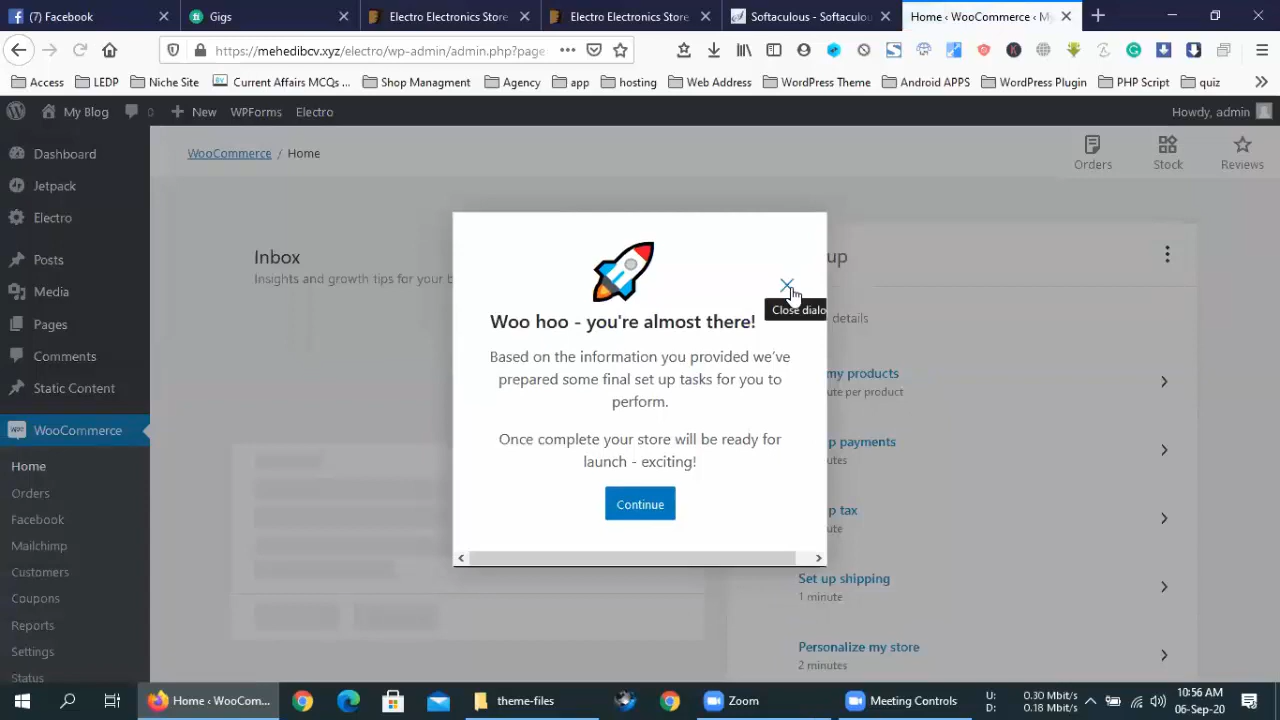 (7) Facebook
Gigs
Electro Electronics Store
Electro Electronics Store
Softaculous - Softaculou
Home ‹ WooCommerce ‹ My
https://mehedibcv.xyz/electro/wp-admin/admin.php?page
Access
LEDP
Niche Site
Current Affairs MCQs ...
Shop Managment
Agency
app
hosting
Web Address
WordPress Theme
Android APPS
WordPress Plugin
PHP Script
quiz
My Blog
0
New
WPForms
Electro
Howdy, admin
Dashboard
Jetpack
Electro
Posts
Media
Pages
Comments
Static Content
WooCommerce
Home
Orders
Facebook
Mailchimp
Customers
Coupons
Reports
Settings
Status
WooCommerce / Home
Orders
Stock
Reviews
Inbox
Insights and growth tips for your b
Woo hoo - you're almost there!
Close dialo
Based on the information you provided we've
prepared some final set up tasks for you to
perform.
Once complete your store will be ready for
launch - exciting!
Continue
up
details
my products
ute per product
p payments
utes
p tax
ute
Set up shipping
1 minute
Personalize my store
2 minutes
Home ‹ WooCom...
theme-files
Zoom
Meeting Controls
U: 0.30 Mbit/s
D: 0.18 Mbit/s
10:56 AM
06-Sep-20